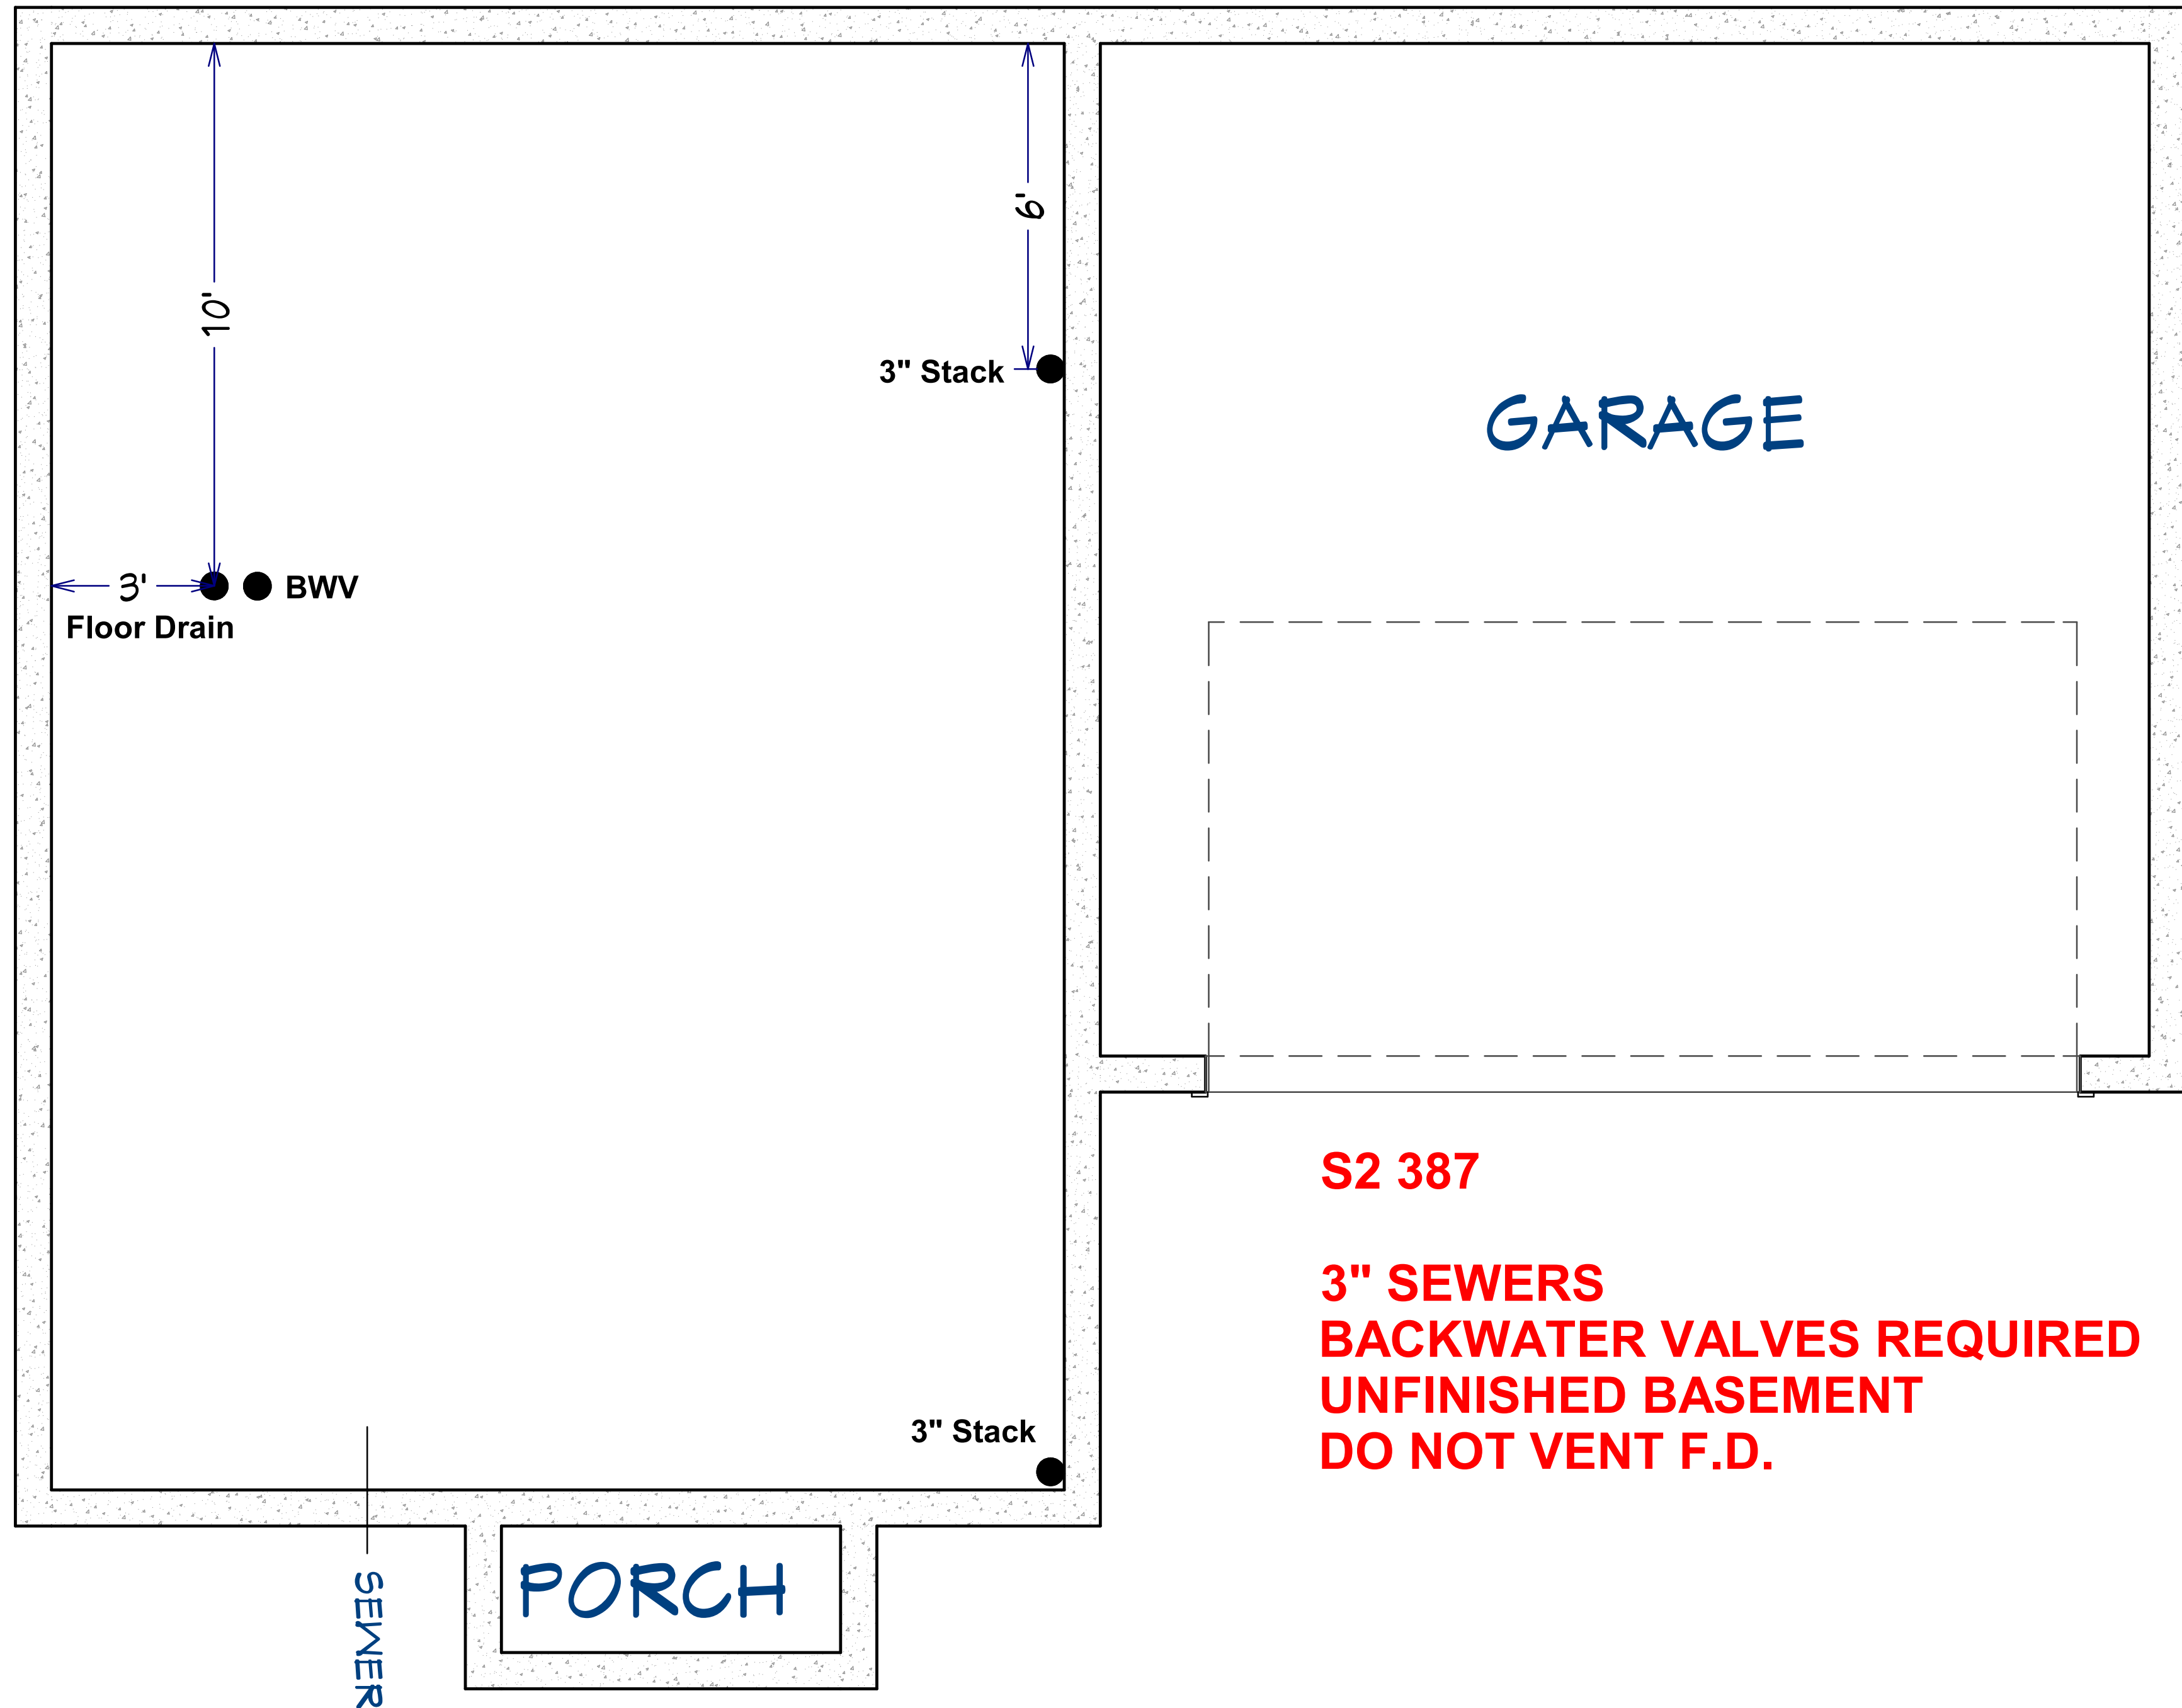 10'
6'
3" Stack
GARAGE
3'
BWV
Floor Drain
S2 387
3" SEWERS
BACKWATER VALVES REQUIRED
UNFINISHED BASEMENT
DO NOT VENT F.D.
3" Stack
PORCH
SEWER